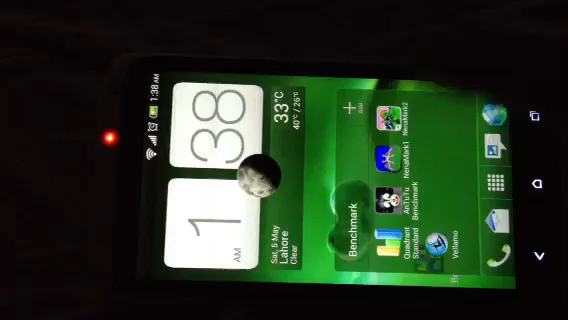 1:38 AM
1 38
AM
Sat, 5 May
Lahore
Clear
33°C
40°c / 26°c
Benchmark
Add
Quadrant
Standard
AnTuTu
Benchmark
NenaMark1
NenaMark2
Vellamo